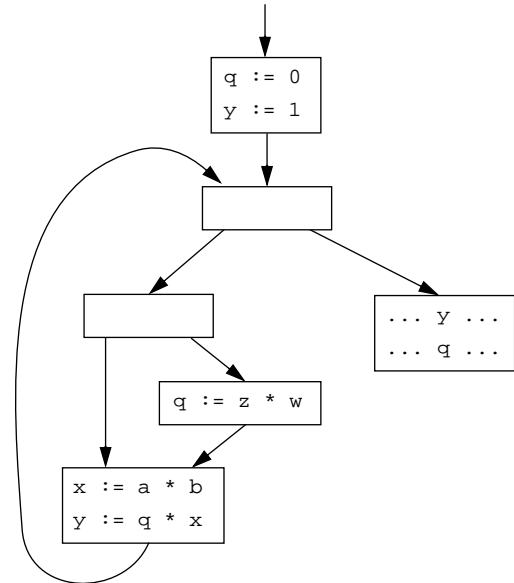 q := 0
y := 1
... y ...
... q ...
q := z * w
x := a * b
y := q * x